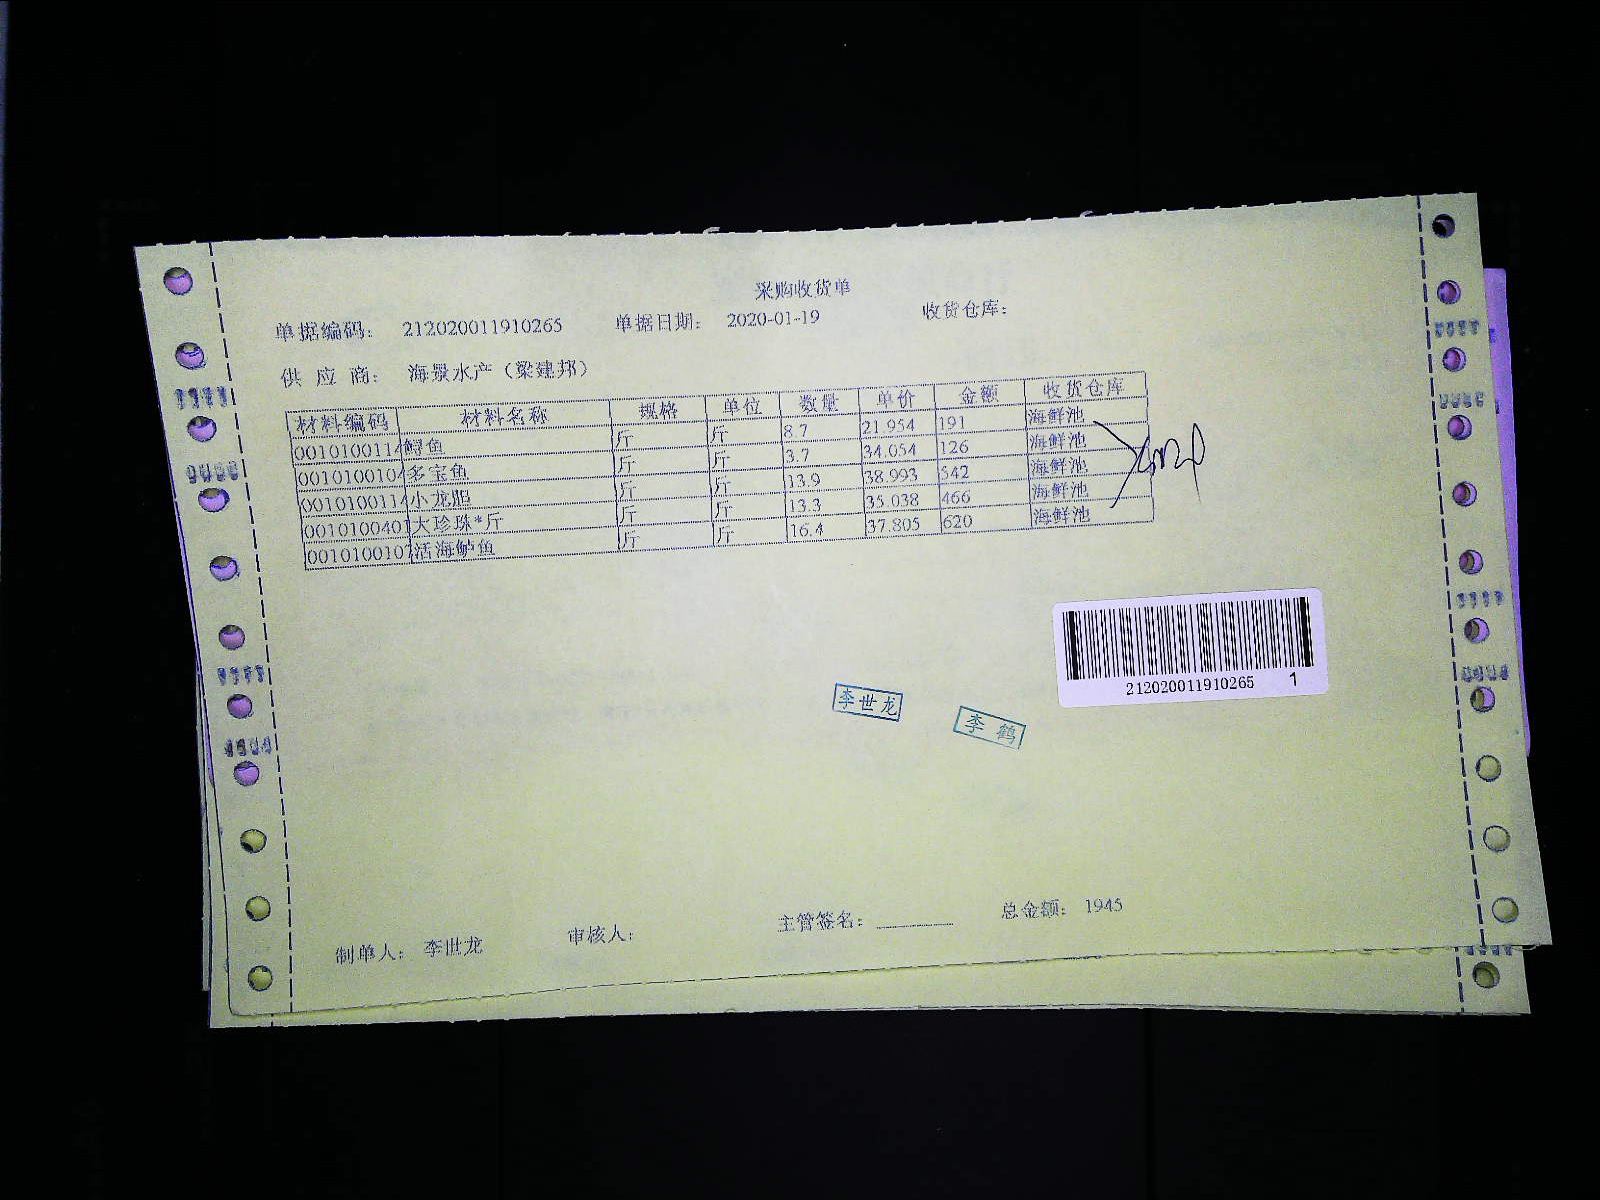 采购收货单
单据编码： 212020011910265 单据日期： 2020-01-19 收货仓库：
供 应 商： 海景水产（梁建邦）
材料编码 材料名称 规格 单位 数量 单价 金额 收货仓库
0010100114 鲟鱼 斤 斤 8.7 21.954 191 海鲜池
0010100104 多宝鱼 斤 斤 3.7 34.054 126 海鲜池
0010100114 小龙胆 斤 斤 13.9 38.993 542 海鲜池
0010100401 大珍珠*斤 斤 斤 13.3 35.038 466 海鲜池
0010100107 活海鲈鱼 斤 斤 16.4 37.805 620 海鲜池
212020011910265 1
李世龙
李鹤
制单人： 李世龙 审核人： 主管签名： 总金额： 1945